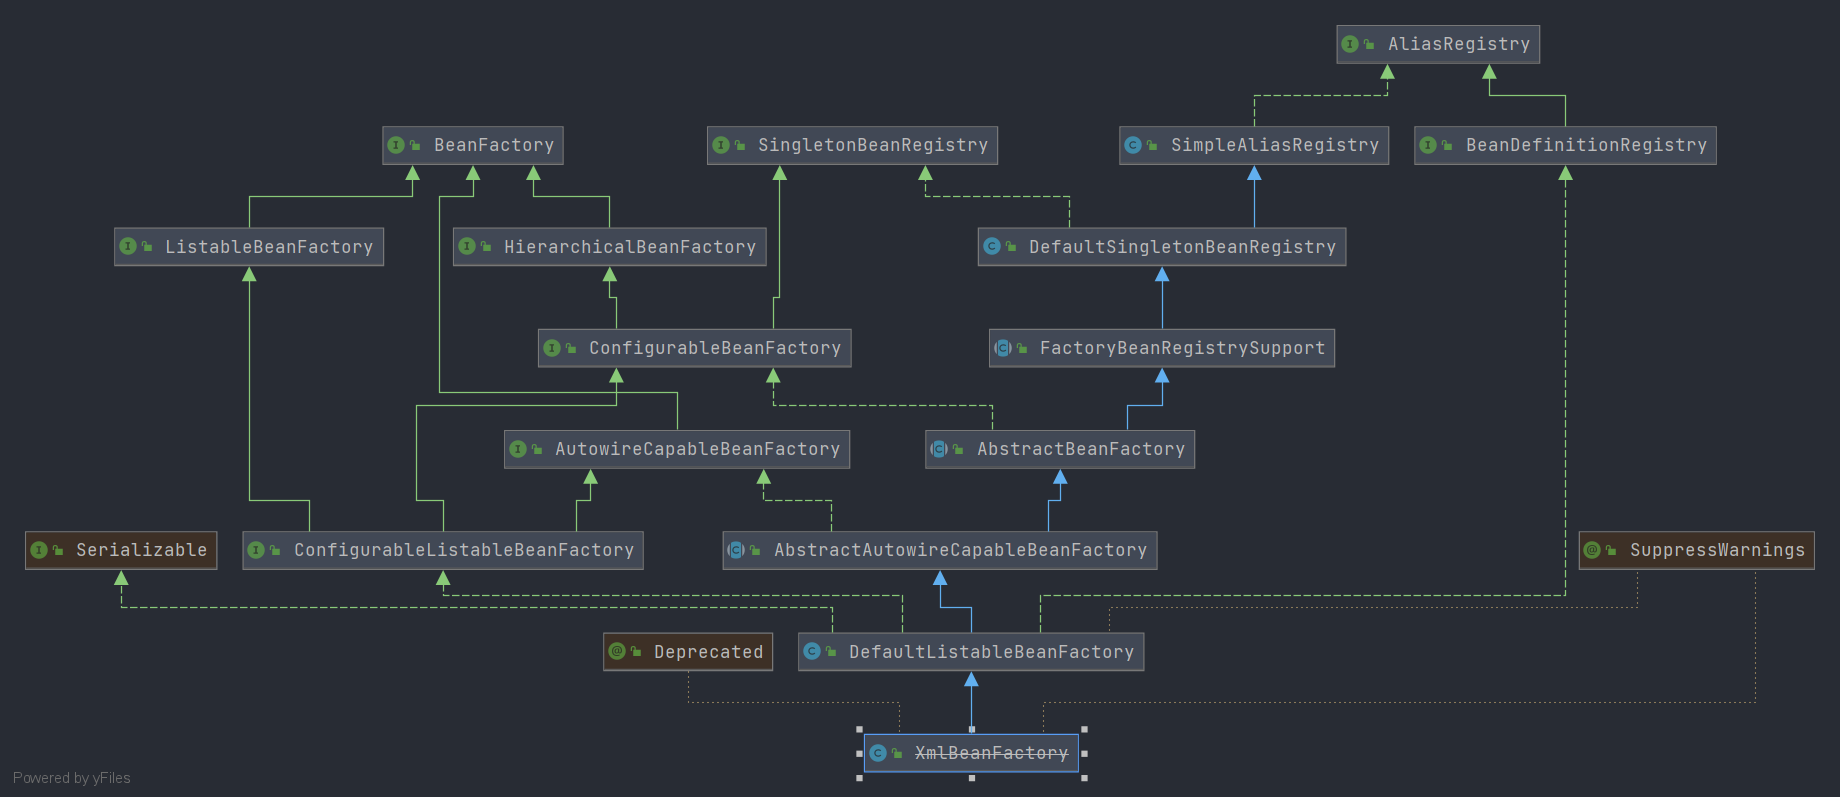 AliasRegistry
BeanFactory
SingletonBeanRegistry
SimpleAliasRegistry
BeanDefinitionRegistry
ListableBeanFactory
HierarchicalBeanFactory
DefaultSingletonBeanRegistry
ConfigurableBeanFactory
FactoryBeanRegistrySupport
AutowireCapableBeanFactory
AbstractBeanFactory
Serializable
ConfigurableListableBeanFactory
AbstractAutowireCapableBeanFactory
SuppressWarnings
Deprecated
DefaultListableBeanFactory
XmlBeanFactory
Powered by yFiles